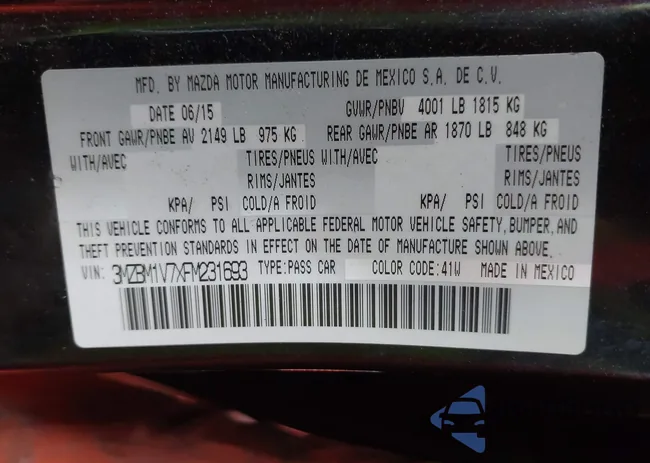 MFD. BY MAZDA MOTOR MANUFACTURING DE MEXICO S.A. DE C.V.
DATE 06/15 GVWR/PNBV 4001 LB 1815 KG
FRONT GAWR/PNBE AV 2149 LB 975 KG REAR GAWR/PNBE AR 1870 LB 848 KG
WITH/AVEC TIRES/PNEUS WITH/AVEC TIRES/PNEUS
RIMS/JANTES RIMS/JANTES
KPA/ PSI COLD/A FROID KPA/ PSI COLD/A FROID
THIS VEHICLE CONFORMS TO ALL APPLICABLE FEDERAL MOTOR VEHICLE SAFETY, BUMPER, AND
THEFT PREVENTION STANDARDS IN EFFECT ON THE DATE OF MANUFACTURE SHOWN ABOVE.
VIN: 3MZBM1V7XFM231693 TYPE:PASS CAR COLOR CODE:41W MADE IN MEXICO